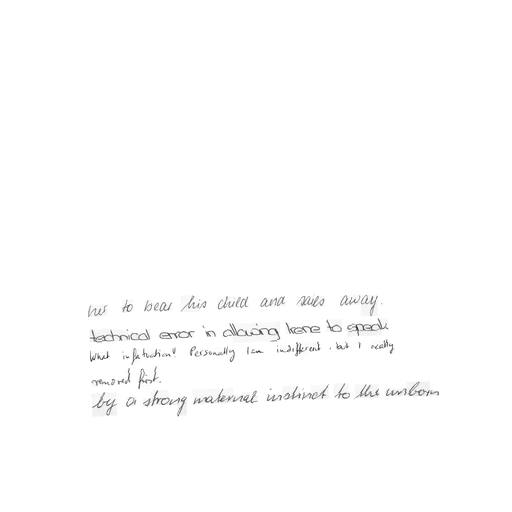 her to bear his child and sails away.
technical error in allowing Irene to speak
What infatuation? Personally I am indifferent, but I really
removed first.
by a strong maternal instinct to the unborn